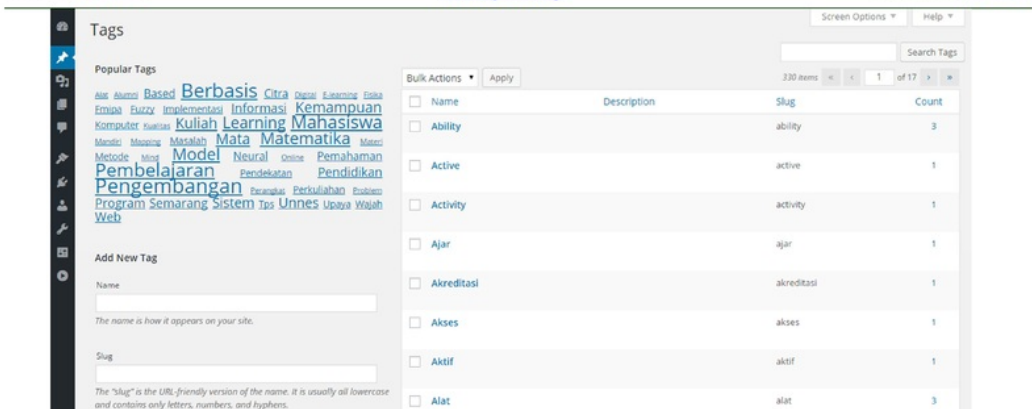 Screen Options ▼ Help ▼
Tags
Search Tags
Popular Tags
Bulk Actions ▼ Apply
330 items « ‹ 1 of 17 › »
Alat Alumni Based Berbasis Citra Digital E-learning Fisika
Fmipa Fuzzy Implementasi Informasi Kemampuan
Komputer Kualitas Kuliah Learning Mahasiswa
Mandiri Mapping Masalah Mata Matematika Materi
Metode Mind Model Neural Online Pemahaman
Pembelajaran Pendekatan Pendidikan
Pengembangan Perangkat Perkuliahan Problem
Program Semarang Sistem Tps Unnes Upaya Wajah
Web
Name Description Slug Count
Ability ability 3
Active active 1
Activity activity 1
Ajar ajar 1
Akreditasi akreditasi 1
Akses akses 1
Aktif aktif 1
Alat alat 3
Add New Tag
Name
The name is how it appears on your site.
Slug
The "slug" is the URL-friendly version of the name. It is usually all lowercase
and contains only letters, numbers, and hyphens.